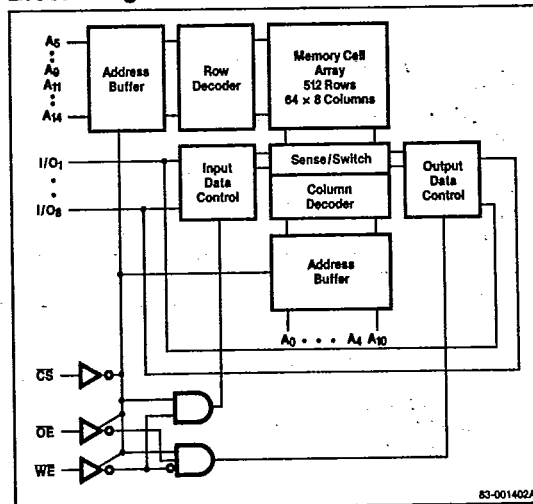 A5
A9
A11
A14
Address
Buffer
Row
Decoder
Memory Cell
Array
512 Rows
64 × 8 Columns
I/O1
I/O8
Input
Data
Control
Sense/Switch
Column
Decoder
Output
Data
Control
Address
Buffer
A0 • • • A4 A10
CS
OE
WE
83-001402A